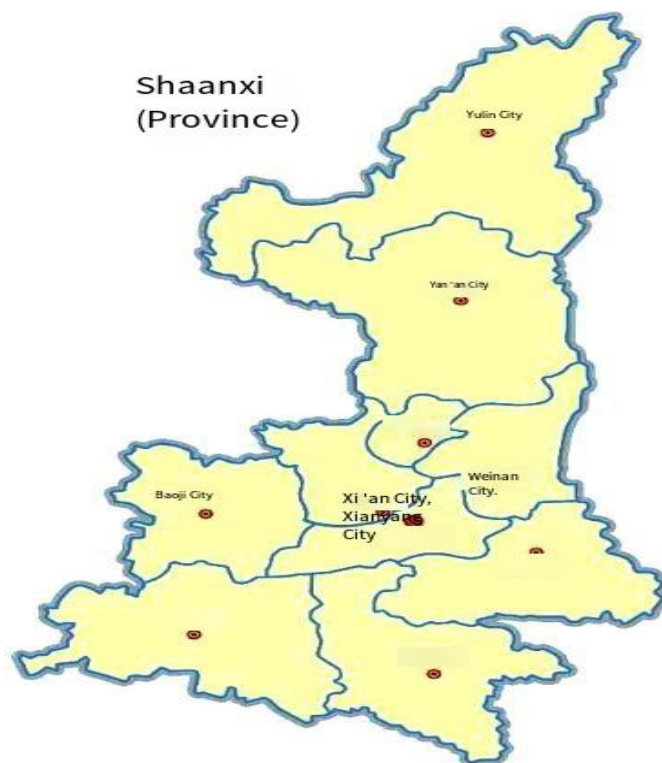 Shaanxi
(Province)
Yulin City
Yan 'an City
Weinan
City.
Baoji City
Xi 'an City,
Xianyang
City